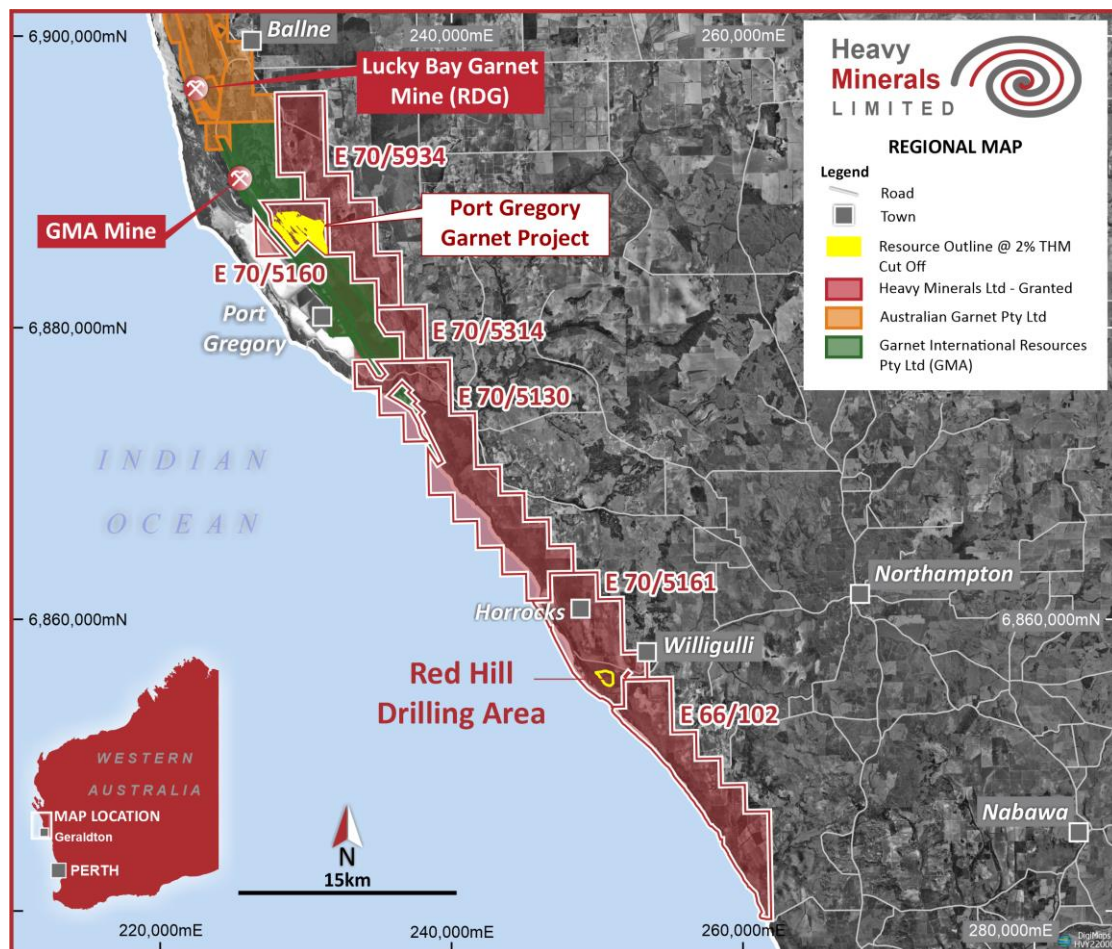 6,900,000mN
Ballne
240,000mE
260,000mE
Lucky Bay Garnet
Mine (RDG)
Heavy
Minerals
LIMITED
REGIONAL MAP
Legend
Road
Town
Resource Outline @ 2% THM
Cut Off
Heavy Minerals Ltd - Granted
Australian Garnet Pty Ltd
Garnet International Resources
Pty Ltd (GMA)
E 70/5934
GMA Mine
Port Gregory
Garnet Project
E 70/5160
Port
Gregory
6,880,000mN
E 70/5314
E 70/5130
INDIAN
OCEAN
E 70/5161
Northampton
Horrocks
6,860,000mN
6,860,000mN
Willigulli
Red Hill
Drilling Area
E 66/102
WESTERN
AUSTRALIA
MAP LOCATION
Geraldton
PERTH
N
15km
Nabawa
220,000mE
240,000mE
260,000mE
280,000mE
DigiMaps